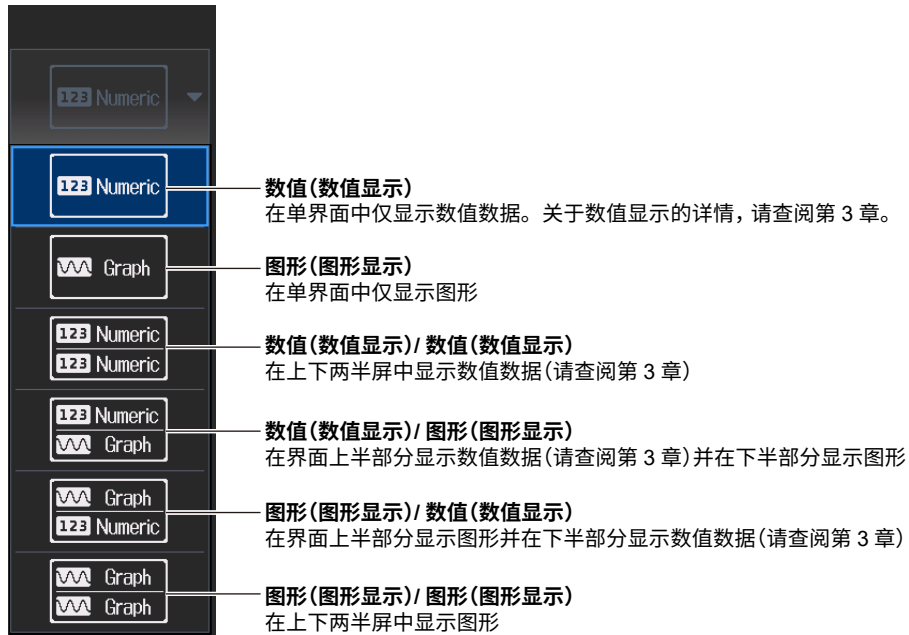 123 Numeric
123 Numeric
数值(数值显示)
在单界面中仅显示数值数据。关于数值显示的详情,请查阅第 3 章。
Graph
图形(图形显示)
在单界面中仅显示图形
123 Numeric
123 Numeric
数值(数值显示)/ 数值(数值显示)
在上下两半屏中显示数值数据(请查阅第 3 章)
123 Numeric
Graph
数值(数值显示)/ 图形(图形显示)
在界面上半部分显示数值数据(请查阅第 3 章)并在下半部分显示图形
Graph
123 Numeric
图形(图形显示)/ 数值(数值显示)
在界面上半部分显示图形并在下半部分显示数值数据(请查阅第 3 章)
Graph
Graph
图形(图形显示)/ 图形(图形显示)
在上下两半屏中显示图形